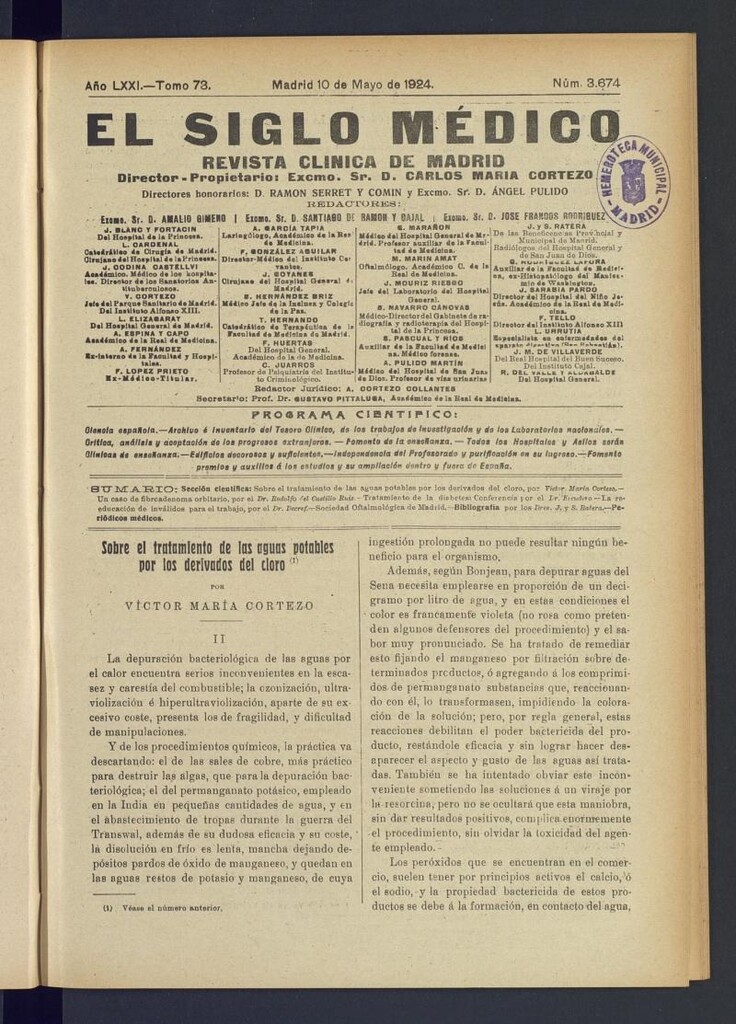 Año LXXI.—Tomo 73. Madrid 10 de Mayo de 1924. Núm. 3.674
EL SIGLO MÉDICO
REVISTA CLINICA DE MADRID
Director-Propietario: Excmo. Sr. D. CARLOS MARIA CORTEZO
HEMEROTECA MUNICIPAL
MADRID
Directores honorarios: D. RAMON SERRET Y COMIN y Excmo. Sr. D. ÁNGEL PULIDO
REDACTORES:
Excmo. Sr. D. AMALIO GIMENO | Excmo. Sr. D. SANTIAGO DE RAMON Y CAJAL | Excmo. Sr. D. JOSE FRANCOS RODRIGUEZ
J. BLANC Y FORTACIN
Del Hospital de la Princesa.
L. CARDENAL
Catedrático de Cirugía de Madrid.
Cirujano del Hospital de la Princesa.
J. CODINA CASTELLVI
Académico. Médico de los hospita-
les. Director de los Sanatorios An-
tituberculosos.
V. CORTEZO
Jefe del Parque Sanitario de Madrid.
Del Instituto Alfonso XIII
L. ELIZAGARAY
Del Hospital General de Madrid.
A. ESPINA Y CAPO
Académico de la Real de Medicina.
A. FERNÁNDEZ
Ex-interno de la Facultad y Hospi-
tales.
F. LOPEZ PRIETO
Ex-Médico-Titular.
A. GARCÍA TAPIA
Laringólogo, Académico de la Real
de Medicina.
F. GONZÁLEZ AGUILAR
Director-Médico del Instituto Cer-
vantes.
J. GOYANES
Cirujano del Hospital General de
Madrid.
B. HERNÁNDEZ BRIZ
Médico Jefe de la Inclusa y Colegio
de la Paz.
T. HERNANDO
Catedrático de Terapéutica de la
Facultad de Medicina de Madrid.
F. HUERTAS
Del Hospital General.
Académico de la de Medicina.
C. JUARROS
Profesor de Psiquiatría del Institu-
to Criminológico.
G. MARAÑON
Médico del Hospital General de Ma-
drid. Profesor auxiliar de la Facul-
tad de Medicina.
M. MARIN AMAT
Oftalmólogo. Académico C. de la
Real de Medicina.
J. MOURIZ RIESGO
Jefe del Laboratorio del Hospital
General.
S. NAVARRO CÁNOVAS
Médico-Director del Gabinete de ra-
diografía y radioterapia del Hospi-
tal de la Princesa.
S. PASCUAL Y RIOS
Auxiliar de la Facultad de Medici-
na. Médico forense.
A. PULIDO MARTÍN
Médico del Hospital de San Juan
de Dios. Profesor de vías urinarias
J. y S. RATERA
De las Beneficencias Provincial y
Municipal de Madrid.
Radiólogos del Hospital General y
de San Juan de Dios.
G. RODRÍGUEZ LAFORA
Auxiliar de la Facultad de Medici-
na, ex-Histopatólogo del Manico-
mio de Washington.
J. SARABIA PARDO
Director del Hospital del Niño Je-
sús. Académico de la Real de Medi-
cina.
F. TELLO
Director del Instituto Alfonso XIII
L. URRUTIA
Especialista en enfermedades del
aparato digestivo (San Sebastián).
J. M. DE VILLAVERDE
Del Real Hospital del Buen Suceso.
Del Instituto Cajal.
R. DEL VALLE Y ALDABALDE
Del Hospital General.
Redactor Jurídico: A. CORTEZO COLLANTES
Secretario: Prof. Dr. GUSTAVO PITTALUGA, Académico de la Real de Medicina.
PROGRAMA CIENTIFICO:
Ciencia española.—Archivo é Inventario del Tesoro Clínico, de los trabajos de Investigación y de los Laboratorios nacionales.—
Crítica, análisis y aceptación de los progresos extranjeros. — Fomento de la enseñanza. — Todos los Hospitales y Asilos serán
Clínicas de enseñanza.—Edificios decorosos y suficientes.—Independencia del Profesorado y purificación en su ingreso.—Fomento
premios y auxilios á los estudios y su ampliación dentro y fuera de España.
SUMARIO: Sección científica: Sobre el tratamiento de las aguas potables por los derivados del cloro, por Víctor María Cortezo.—
Un caso de fibroadenoma orbitario, por el Dr. Rodolfo del Castillo Ruiz.—Tratamiento de la diabetes: Conferencia por el Dr. Escudero.—La re-
educación de inválidos para el trabajo, por el Dr. Decref.—Sociedad Oftalmológica de Madrid.—Bibliografía por los Dres. J. y S. Ratera.—Pe-
riódicos médicos.
Sobre el tratamiento de las aguas potables
por los derivados del cloro (1)
POR
VÍCTOR MARÍA CORTEZO
II
La depuración bacteriológica de las aguas por
el calor encuentra serios inconvenientes en la esca-
sez y carestía del combustible; la ozonización, ultra-
violización é hiperultraviolización, aparte de su ex-
cesivo coste, presenta los de fragilidad, y dificultad
de manipulaciones.
Y de los procedimientos químicos, la práctica va
descartando: el de las sales de cobre, más práctico
para destruir las algas, que para la depuración bac-
teriológica; el del permanganato potásico, empleado
en la India en pequeñas cantidades de agua, y en
el abastecimiento de tropas durante la guerra del
Transwal, además de su dudosa eficacia y su coste,
la disolución en frío es lenta, mancha dejando de-
pósitos pardos de óxido de manganeso, y quedan en
las aguas restos de potasio y manganeso, de cuya
(1) Véase el número anterior.
ingestión prolongada no puede resultar ningún be-
neficio para el organismo.
Además, según Bonjean, para depurar aguas del
Sena necesita emplearse en proporción de un deci-
gramo por litro de agua, y en estas condiciones el
color es francamente violeta (no rosa como preten-
den algunos defensores del procedimiento) y el sa-
bor muy pronunciado. Se ha tratado de remediar
esto fijando el manganeso por filtración sobre de-
terminados productos, ó agregando á los comprimi-
dos de permanganato substancias que, reaccionan-
do con él, lo transformasen, impidiendo la colora-
ción de la solución; pero, por regla general, estas
reacciones debilitan el poder bactericida del pro-
ducto, restándole eficacia y sin lograr hacer des-
aparecer el aspecto y gusto de las aguas así trata-
das. También se ha intentado obviar este incón-
veniente sometiendo las soluciones á un viraje por
la resorcina, pero no se ocultará que esta maniobra,
sin dar resultados positivos, complica enormemente
el procedimiento, sin olvidar la toxicidad del agen-
te empleado.
Los peróxidos que se encuentran en el comer-
cio, suelen tener por principios activos el calcio, ó
el sodio, y la propiedad bactericida de estos pro-
ductos se debe á la formación, en contacto del agua,